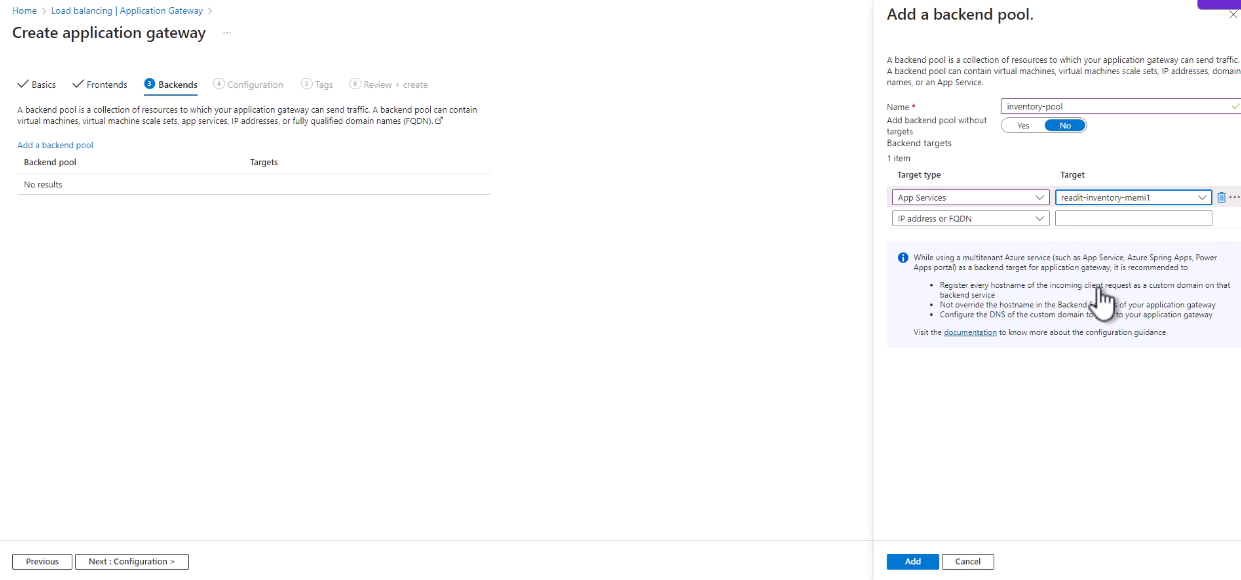 Home > Load balancing | Application Gateway >
Create application gateway ...
Basics Frontends 3 Backends 4 Configuration 5 Tags 6 Review + create
A backend pool is a collection of resources to which your application gateway can send traffic. A backend pool can contain
virtual machines, virtual machine scale sets, app services, IP addresses, or fully qualified domain names (FQDN).
Add a backend pool
Backend pool Targets
No results
Previous Next : Configuration >
Add a backend pool.
A backend pool is a collection of resources to which your application gateway can send traffic.
A backend pool can contain virtual machines, virtual machines scale sets, IP addresses, domain
names, or an App Service.
Name * inventory-pool
Add backend pool without
targets Yes No
Backend targets
1 item
Target type Target
App Services readit-inventory-memi1 ...
IP address or FQDN
While using a multitenant Azure service (such as App Service, Azure Spring Apps, Power
Apps portal) as a backend target for application gateway, it is recommended to
• Register every hostname of the incoming client request as a custom domain on that
backend service
• Not override the hostname in the Backend of your application gateway
• Configure the DNS of the custom domain to your application gateway
Visit the documentation to know more about the configuration guidance.
Add Cancel